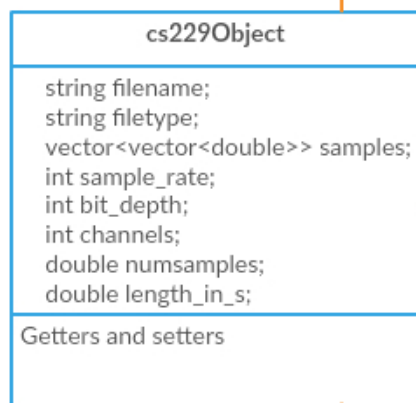 cs229Object
string filename;
string filetype;
vector<vector<double>> samples;
int sample_rate;
int bit_depth;
int channels;
double numsamples;
double length_in_s;
Getters and setters